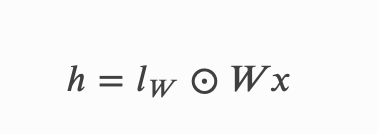 h = l_W ⊙ Wx